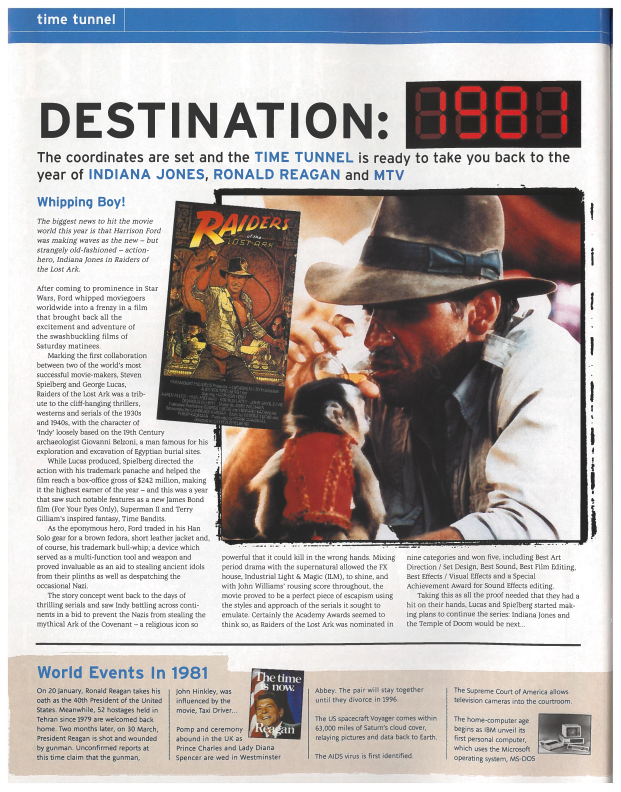 time tunnel
DESTINATION: 1981
The coordinates are set and the TIME TUNNEL is ready to take you back to the
year of INDIANA JONES, RONALD REAGAN and MTV
Whipping Boy!
The biggest news to hit the movie
world this year is that Harrison Ford
was making waves as the new – but
strangely old-fashioned – action-
hero, Indiana Jones in Raiders of
the Lost Ark.
After coming to prominence in Star
Wars, Ford whipped moviegoers
worldwide into a frenzy in a film
that brought back all the
excitement and adventure of
the swashbuckling films of
Saturday matinees.
Marking the first collaboration
between two of the world's most
successful movie-makers, Steven
Spielberg and George Lucas,
Raiders of the Lost Ark was a trib-
ute to the cliff-hanging thrillers,
westerns and serials of the 1930s
and 1940s, with the character of
'Indy' loosely based on the 19th Century
archaeologist Giovanni Belzoni, a man famous for his
exploration and excavation of Egyptian burial sites.
While Lucas produced, Spielberg directed the
action with his trademark panache and helped the
film reach a box-office gross of $242 million, making
it the highest earner of the year – and this was a year
that saw such notable features as a new James Bond
film (For Your Eyes Only), Superman II and Terry
Gilliam's inspired fantasy, Time Bandits.
As the eponymous hero, Ford traded in his Han
Solo gear for a brown fedora, short leather jacket and,
of course, his trademark bull-whip; a device which
served as a multi-function tool and weapon and
proved invaluable as an aid to stealing ancient idols
from their plinths as well as despatching the
occasional Nazi.
The story concept went back to the days of
thrilling serials and saw Indy battling across conti-
nents in a bid to prevent the Nazis from stealing the
mythical Ark of the Covenant – a religious icon so
RAIDERS
of the
LOST ARK
powerful that it could kill in the wrong hands. Mixing
period drama with the supernatural allowed the FX
house, Industrial Light & Magic (ILM), to shine, and
with John Williams' rousing score throughout, the
movie proved to be a perfect piece of escapism using
the styles and approach of the serials it sought to
emulate. Certainly the Academy Awards seemed to
think so, as Raiders of the Lost Ark was nominated in
nine categories and won five, including Best Art
Direction / Set Design, Best Sound, Best Film Editing,
Best Effects / Visual Effects and a Special
Achievement Award for Sound Effects editing.
Taking this as all the proof needed that they had a
hit on their hands, Lucas and Spielberg started mak-
ing plans to continue the series: Indiana Jones and
the Temple of Doom would be next...
World Events In 1981
On 20 January, Ronald Reagan takes his
oath as the 40th President of the United
States. Meanwhile, 52 hostages held in
Tehran since 1979 are welcomed back
home. Two months later, on 30 March,
President Reagan is shot and wounded
by gunman. Unconfirmed reports at
this time claim that the gunman,
John Hinkley, was
influenced by the
movie, Taxi Driver...
Pomp and ceremony
abound in the UK as
Prince Charles and Lady Diana
Spencer are wed in Westminster
The time
is now.
Reagan
Abbey. The pair will stay together
until they divorce in 1996.
The US spacecraft Voyager comes within
63,000 miles of Saturn's cloud cover,
relaying pictures and data back to Earth.
The AIDS virus is first identified.
The Supreme Court of America allows
television cameras into the courtroom.
The home-computer age
begins as IBM unveil its
first personal computer,
which uses the Microsoft
operating system, MS-DOS